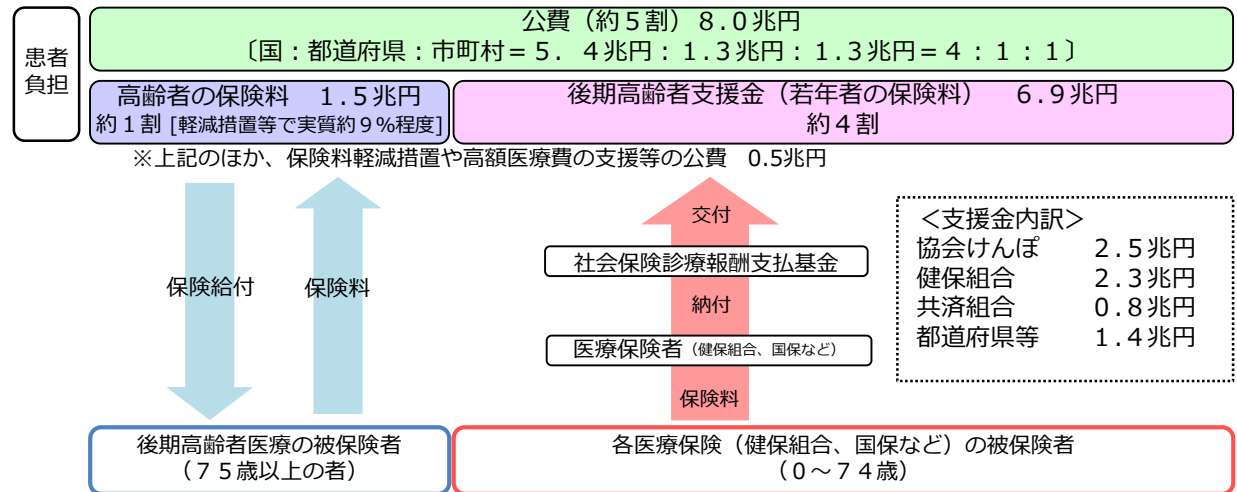 患者
負担
公費（約５割）８.０兆円
〔国：都道府県：市町村＝５．４兆円：１.３兆円：１.３兆円＝４：１：１〕
高齢者の保険料　１.５兆円
約１割 [軽減措置等で実質約９％程度]
後期高齢者支援金（若年者の保険料）　６.９兆円
約４割
※上記のほか、保険料軽減措置や高額医療費の支援等の公費　0.5兆円
保険給付
保険料
交付
社会保険診療報酬支払基金
納付
医療保険者（健保組合、国保など）
保険料
＜支援金内訳＞
協会けんぽ　２.５兆円
健保組合　２.３兆円
共済組合　０.８兆円
都道府県等　１.４兆円
後期高齢者医療の被保険者
（７５歳以上の者）
各医療保険（健保組合、国保など）の被保険者
（０～７４歳）